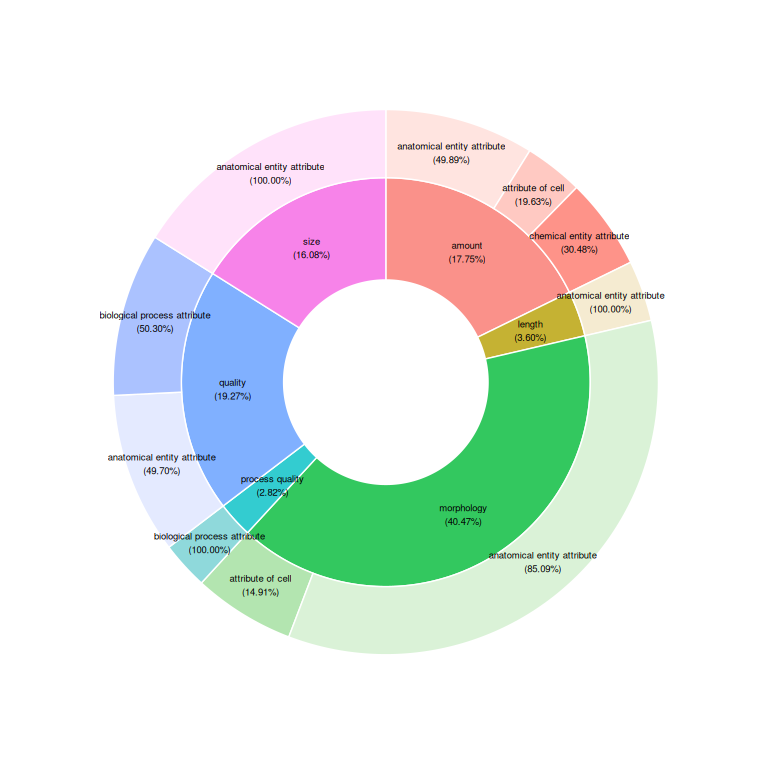 anatomical entity attribute
(49.89%)
attribute of cell
(19.63%)
anatomical entity attribute
(100.00%)
chemical entity attribute
(30.48%)
size
(16.08%)
amount
(17.75%)
anatomical entity attribute
(100.00%)
biological process attribute
(50.30%)
length
(3.60%)
quality
(19.27%)
anatomical entity attribute
(49.70%)
process quality
(2.82%)
morphology
(40.47%)
biological process attribute
(100.00%)
anatomical entity attribute
(85.09%)
attribute of cell
(14.91%)